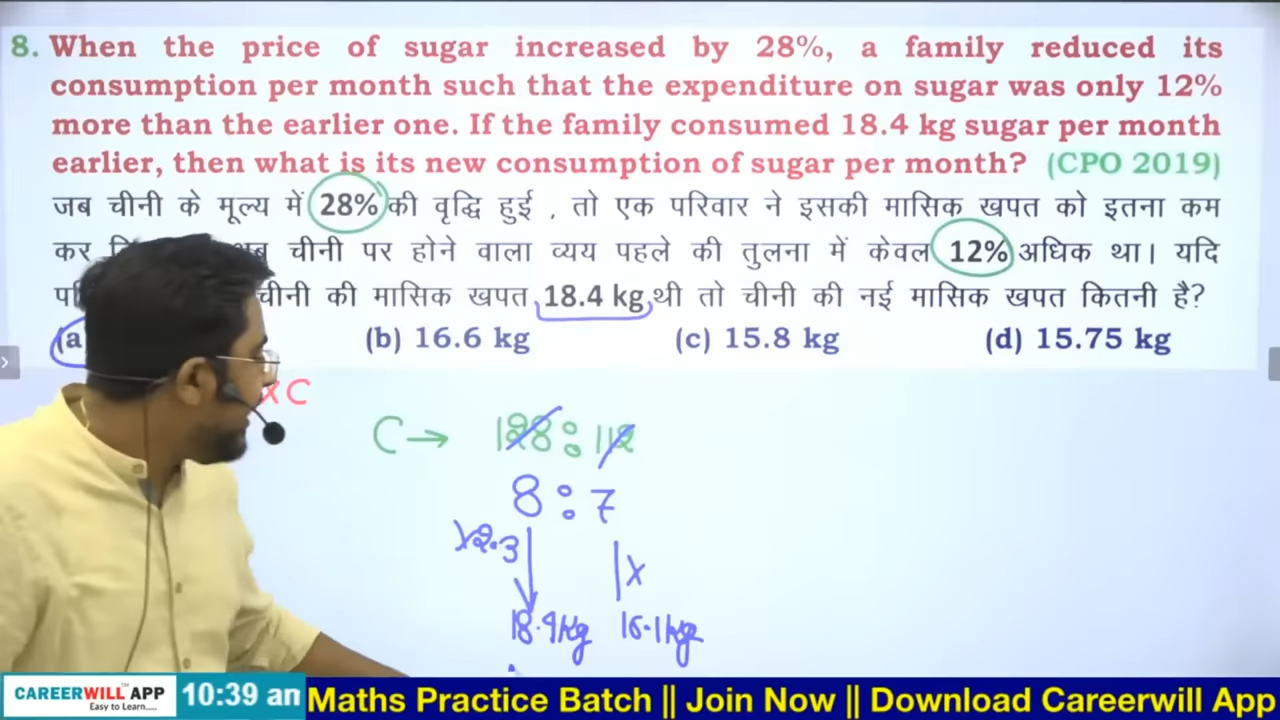 8. When the price of sugar increased by 28%, a family reduced its
consumption per month such that the expenditure on sugar was only 12%
more than the earlier one. If the family consumed 18.4 kg sugar per month
earlier, then what is its new consumption of sugar per month? (CPO 2019)
जब चीनी के मूल्य में 28% की वृद्धि हुई , तो एक परिवार ने इसकी मासिक खपत को इतना कम
कर चीनी पर होने वाला व्यय पहले की तुलना में केवल 12% अधिक था। यदि
चीनी की मासिक खपत 18.4 kg थी तो चीनी की नई मासिक खपत कितनी है?
(a (b) 16.6 kg (c) 15.8 kg (d) 15.75 kg
×C
C→ 128:112
8:7
×2.3
18.4kg 16.1kg
CAREERWILL APP
Easy to Learn.....
10:39 am
Maths Practice Batch || Join Now || Download Careerwill App